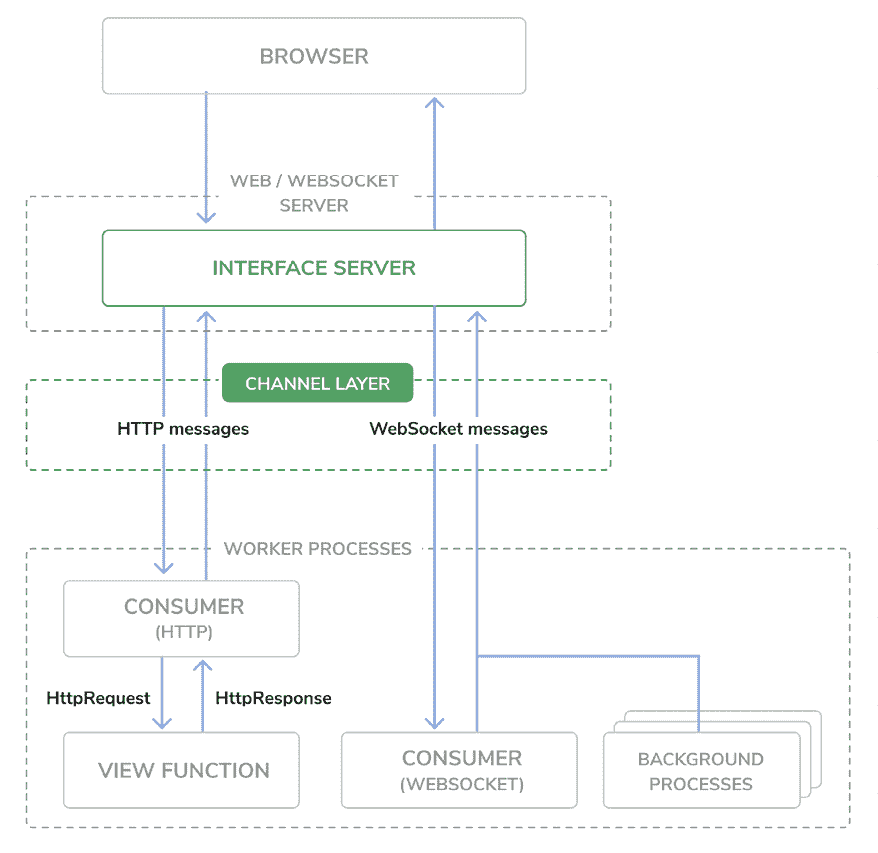 BROWSER
WEB / WEBSOCKET
SERVER
INTERFACE SERVER
CHANNEL LAYER
HTTP messages
WebSocket messages
WORKER PROCESSES
CONSUMER
(HTTP)
HttpRequest
HttpResponse
VIEW FUNCTION
CONSUMER
(WEBSOCKET)
BACKGROUND
PROCESSES